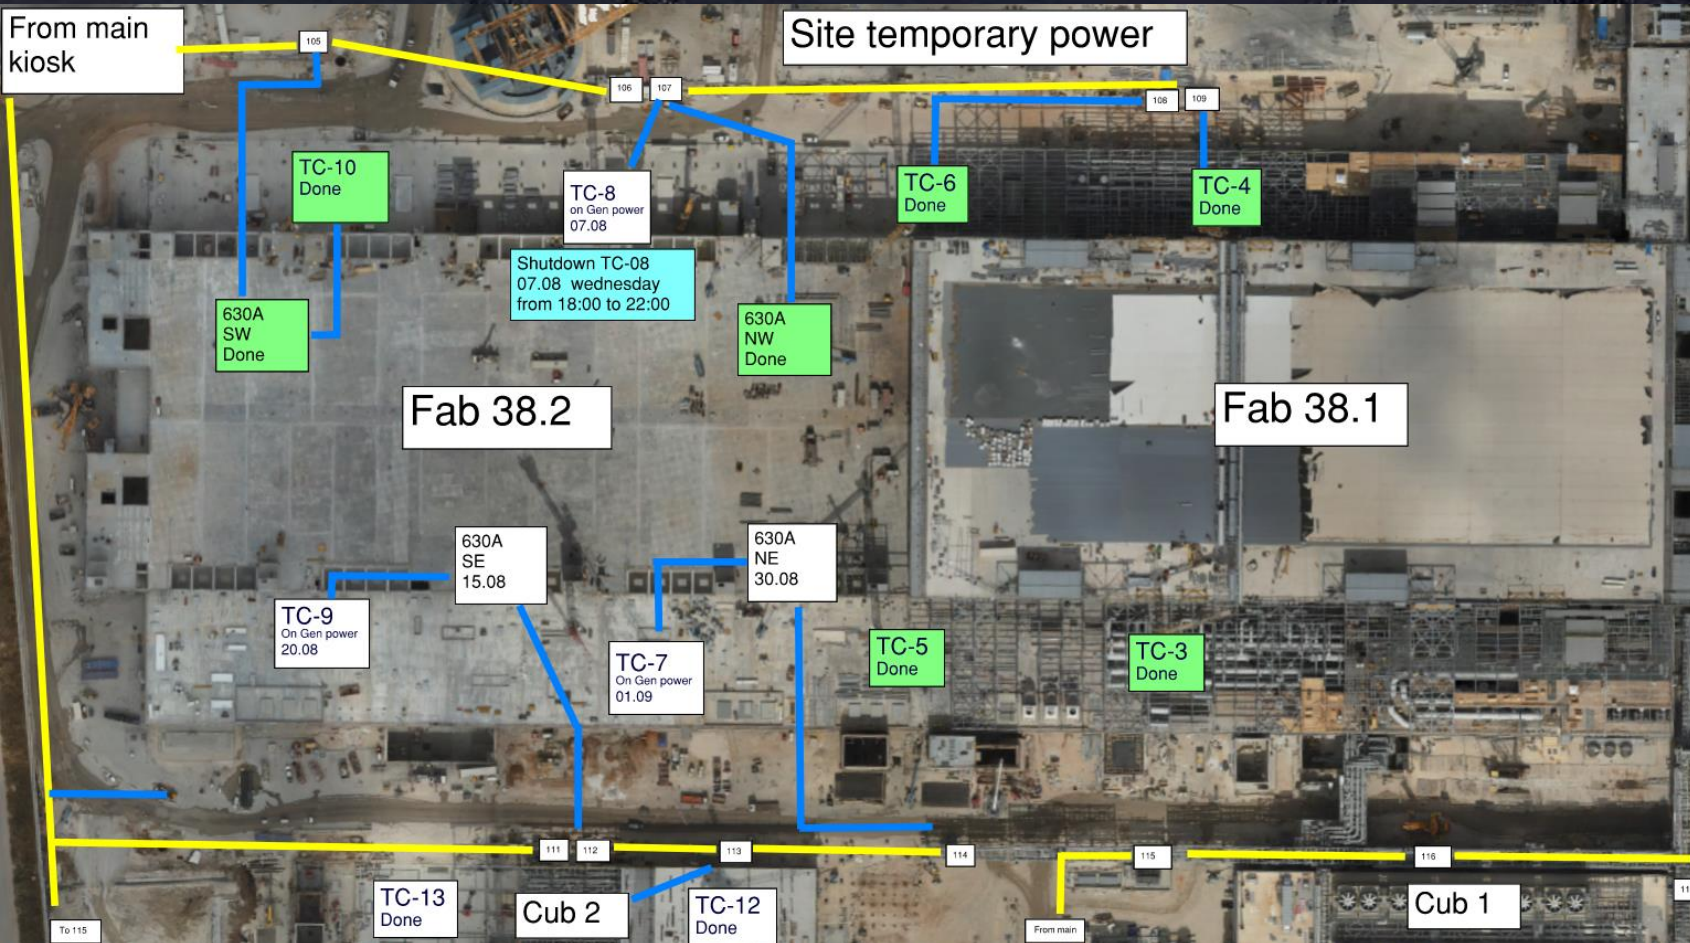 From main
kiosk
105
Site temporary power
106
107
108
109
TC-10
Done
TC-8
on Gen power
07.08
TC-6
Done
TC-4
Done
Shutdown TC-08
07.08 wednesday
from 18:00 to 22:00
630A
SW
Done
630A
NW
Done
Fab 38.2
Fab 38.1
630A
SE
15.08
630A
NE
30.08
TC-9
On Gen power
20.08
TC-7
On Gen power
01.09
TC-5
Done
TC-3
Done
111
112
113
114
115
116
TC-13
Done
Cub 2
TC-12
Done
Cub 1
To 115
From main